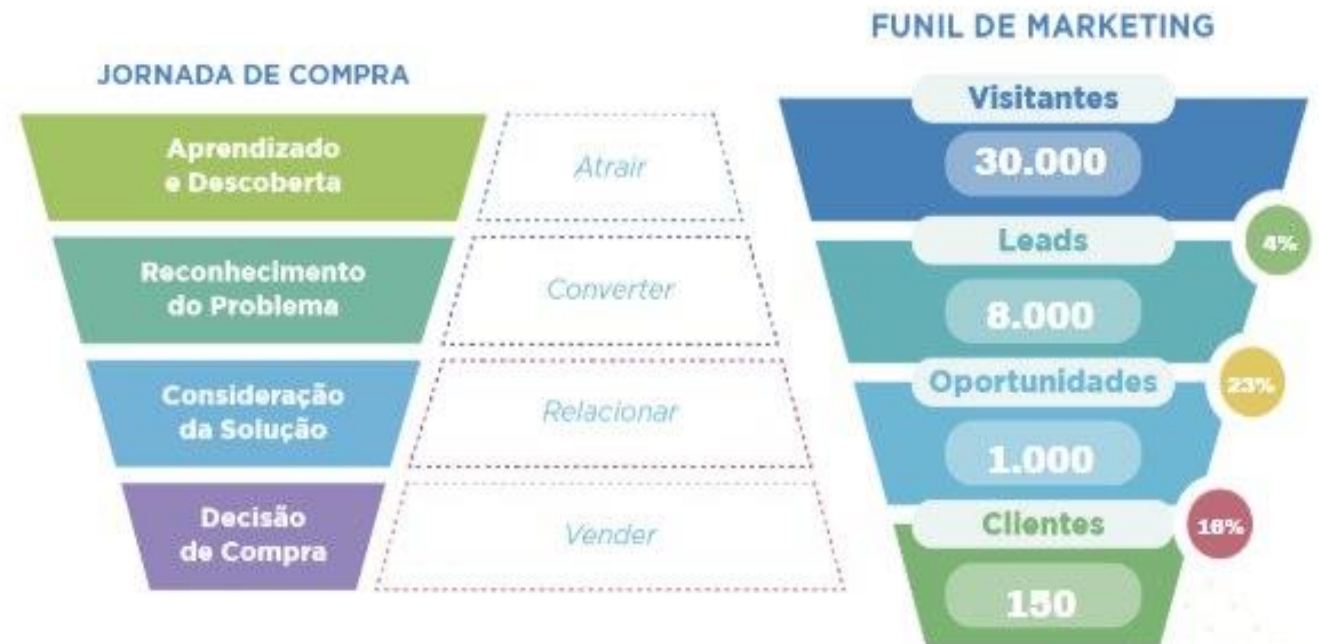 JORNADA DE COMPRA
Aprendizado
e Descoberta
Reconhecimento
do Problema
Consideração
da Solução
Decisão
de Compra
Atrair
Converter
Relacionar
Vender
FUNIL DE MARKETING
Visitantes
30.000
4%
Leads
8.000
23%
Oportunidades
1.000
16%
Clientes
150